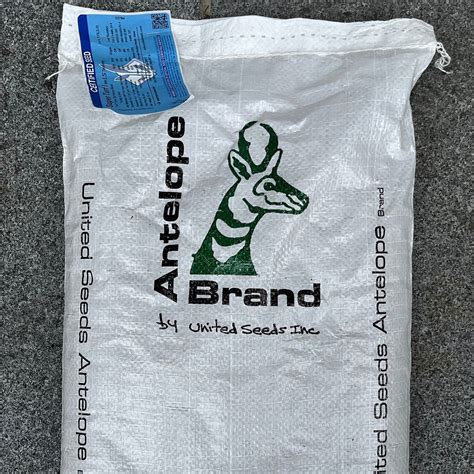 CERTIFIED SEED
Antelope
Brand
by United Seeds Inc
United Seeds Antelope
United Seeds Antelope Brand